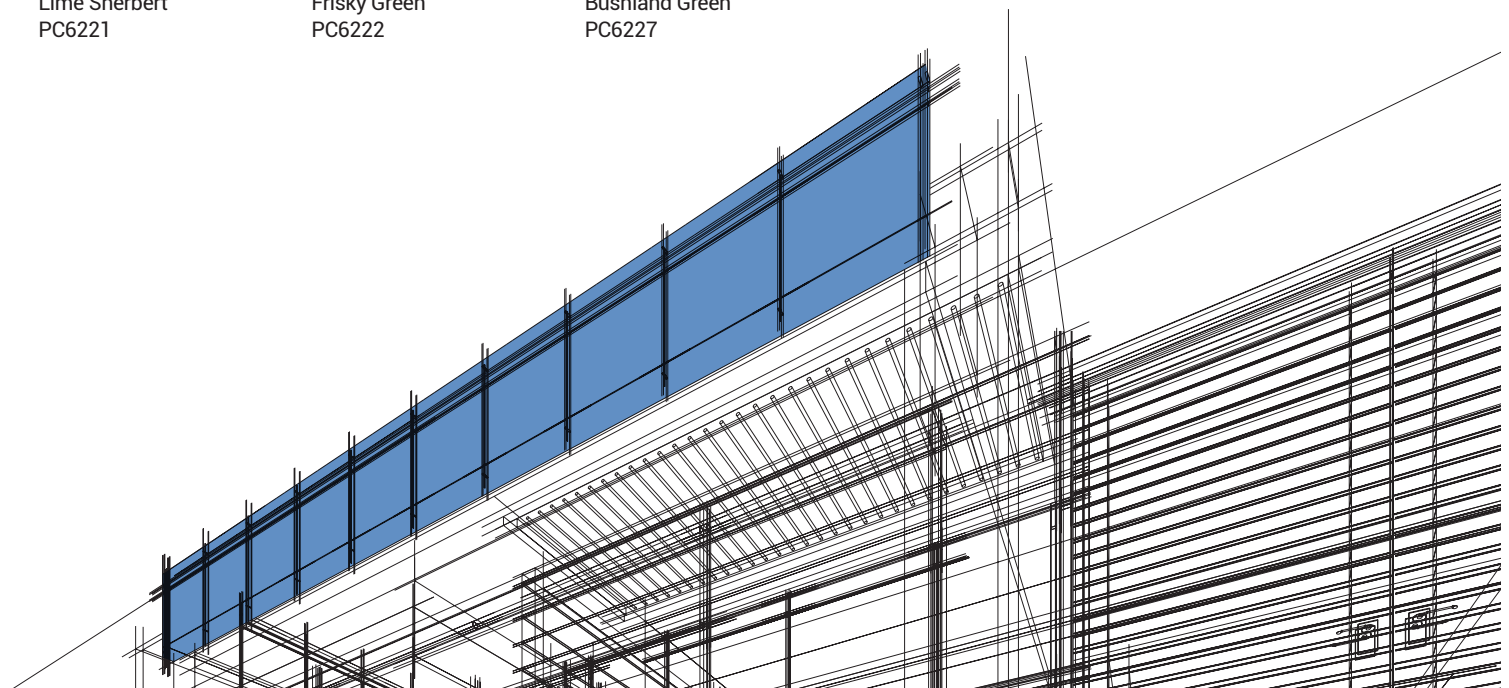 Lime Sherbert
PC6221
Frisky Green
PC6222
Bushland Green
PC6227